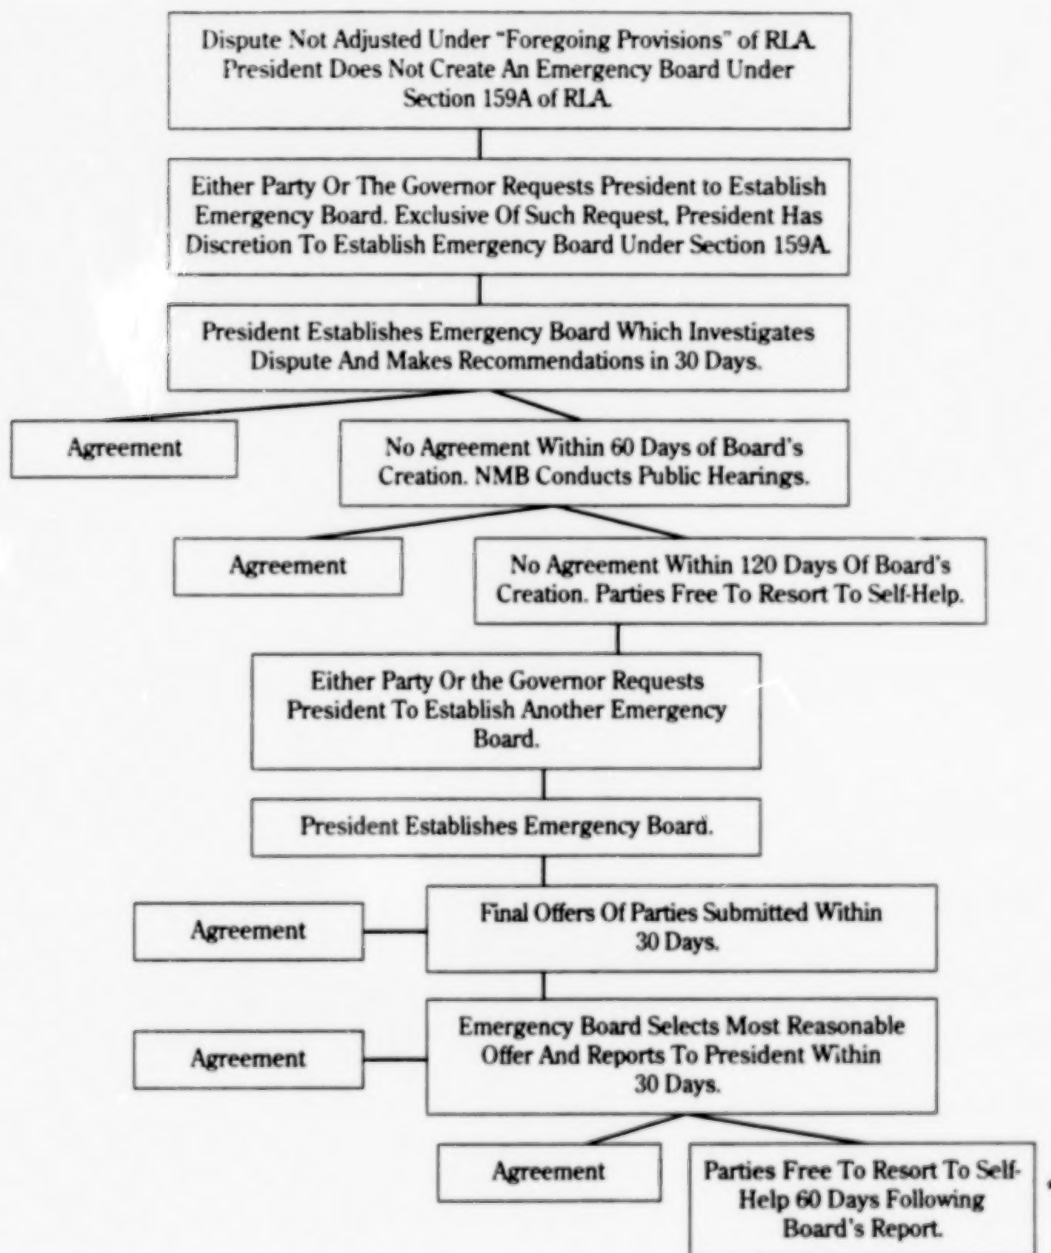 Dispute Not Adjusted Under "Foregoing Provisions" of RLA.
President Does Not Create An Emergency Board Under
Section 159A of RLA.
Either Party Or The Governor Requests President to Establish
Emergency Board. Exclusive Of Such Request, President Has
Discretion To Establish Emergency Board Under Section 159A.
President Establishes Emergency Board Which Investigates
Dispute And Makes Recommendations in 30 Days.
Agreement
No Agreement Within 60 Days of Board's
Creation. NMB Conducts Public Hearings.
Agreement
No Agreement Within 120 Days Of Board's
Creation. Parties Free To Resort To Self-Help.
Either Party Or the Governor Requests
President To Establish Another Emergency
Board.
President Establishes Emergency Board.
Agreement
Final Offers Of Parties Submitted Within
30 Days.
Agreement
Emergency Board Selects Most Reasonable
Offer And Reports To President Within
30 Days.
Agreement
Parties Free To Resort To Self-
Help 60 Days Following
Board's Report.